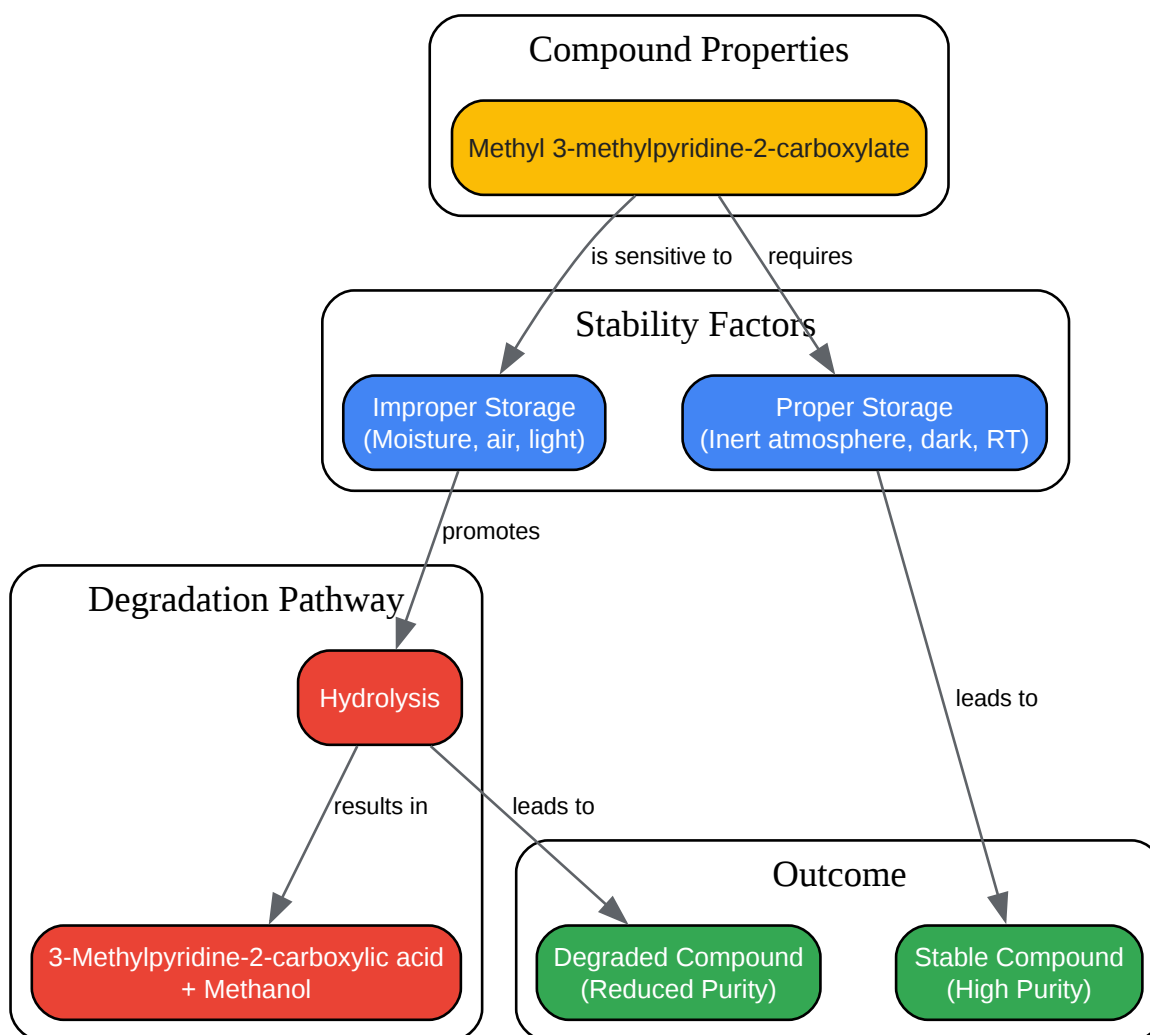 Compound Properties
Methyl 3-methylpyridine-2-carboxylate
is sensitive to
requires
Stability Factors
Improper Storage
(Moisture, air, light)
Proper Storage
(Inert atmosphere, dark, RT)
promotes
Degradation Pathway
Hydrolysis
leads to
results in
leads to
Outcome
3-Methylpyridine-2-carboxylic acid
+ Methanol
Degraded Compound
(Reduced Purity)
Stable Compound
(High Purity)